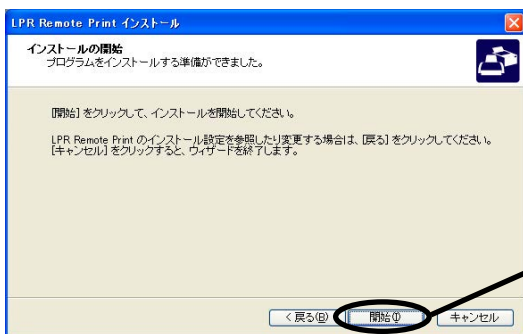 LPR Remote Print インストール
インストールの開始
プログラムをインストールする準備ができました。
[開始] をクリックして、インストールを開始してください。
LPR Remote Print のインストール設定を参照したり変更する場合は、[戻る] をクリックしてください。
[キャンセル] をクリックすると、ウィザードを終了します。
< 戻る(B)
開始(I)
キャンセル